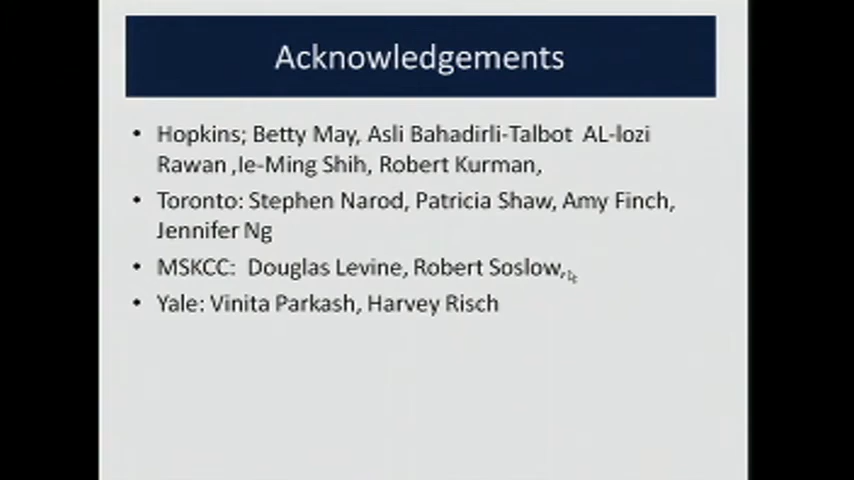 Acknowledgements
• Hopkins; Betty May, Asli Bahadirli-Talbot AL-lozi
Rawan ,Ie-Ming Shih, Robert Kurman,
• Toronto: Stephen Narod, Patricia Shaw, Amy Finch,
Jennifer Ng
• MSKCC: Douglas Levine, Robert Soslow,
• Yale: Vinita Parkash, Harvey Risch